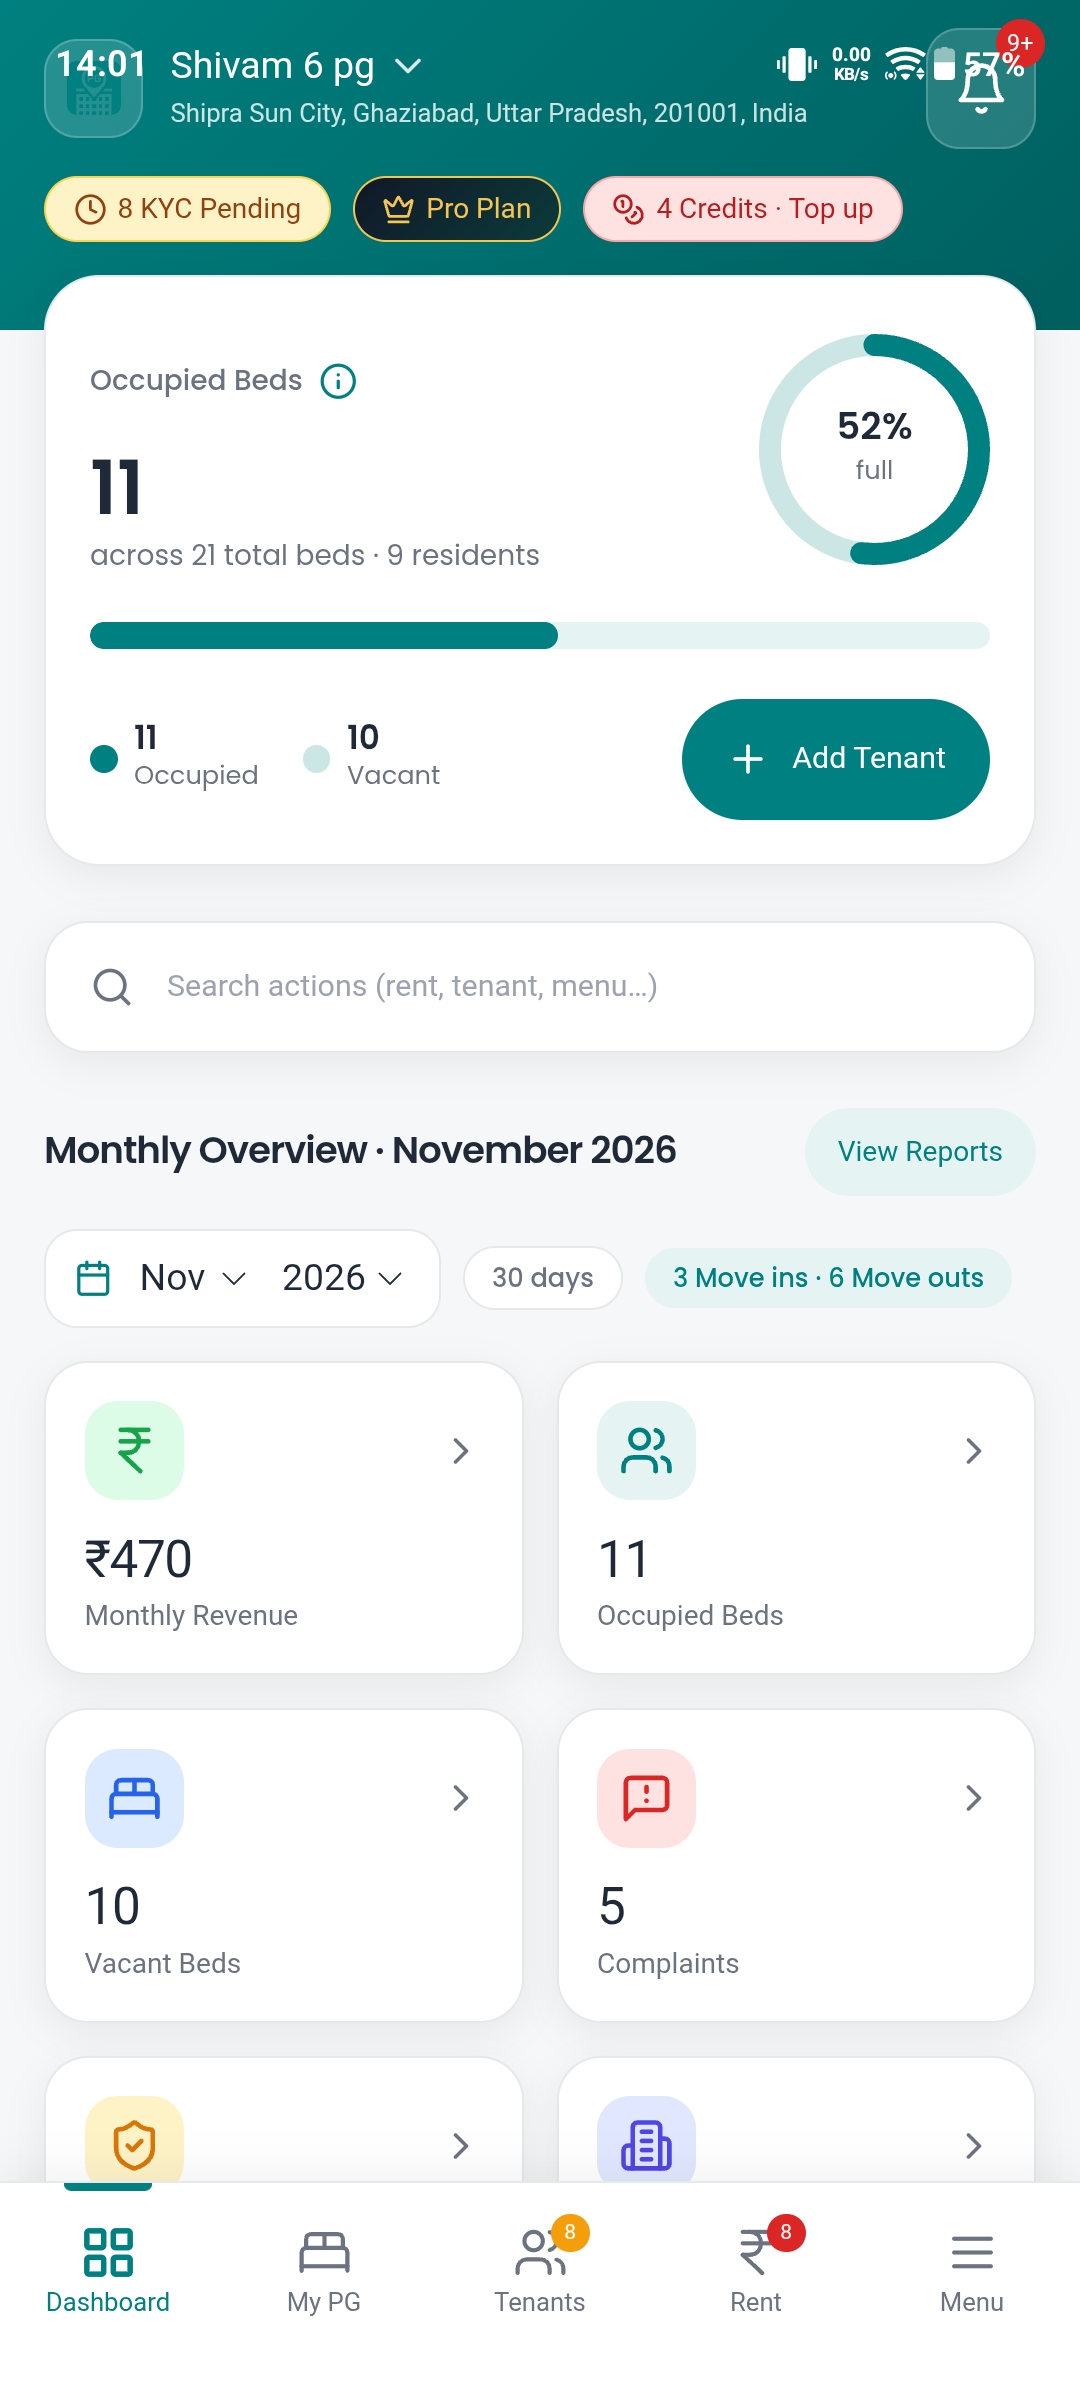 14:01
Shivam 6 pg
0.00
KB/s
57%
9+
Shipra Sun City, Ghaziabad, Uttar Pradesh, 201001, India
8 KYC Pending
Pro Plan
4 Credits · Top up
Occupied Beds
11
across 21 total beds · 9 residents
52%
full
11
Occupied
10
Vacant
Add Tenant
Search actions (rent, tenant, menu...)
Monthly Overview · November 2026
View Reports
Nov
2026
30 days
3 Move ins · 6 Move outs
₹470
Monthly Revenue
11
Occupied Beds
10
Vacant Beds
5
Complaints
Dashboard
My PG
8
Tenants
8
Rent
Menu